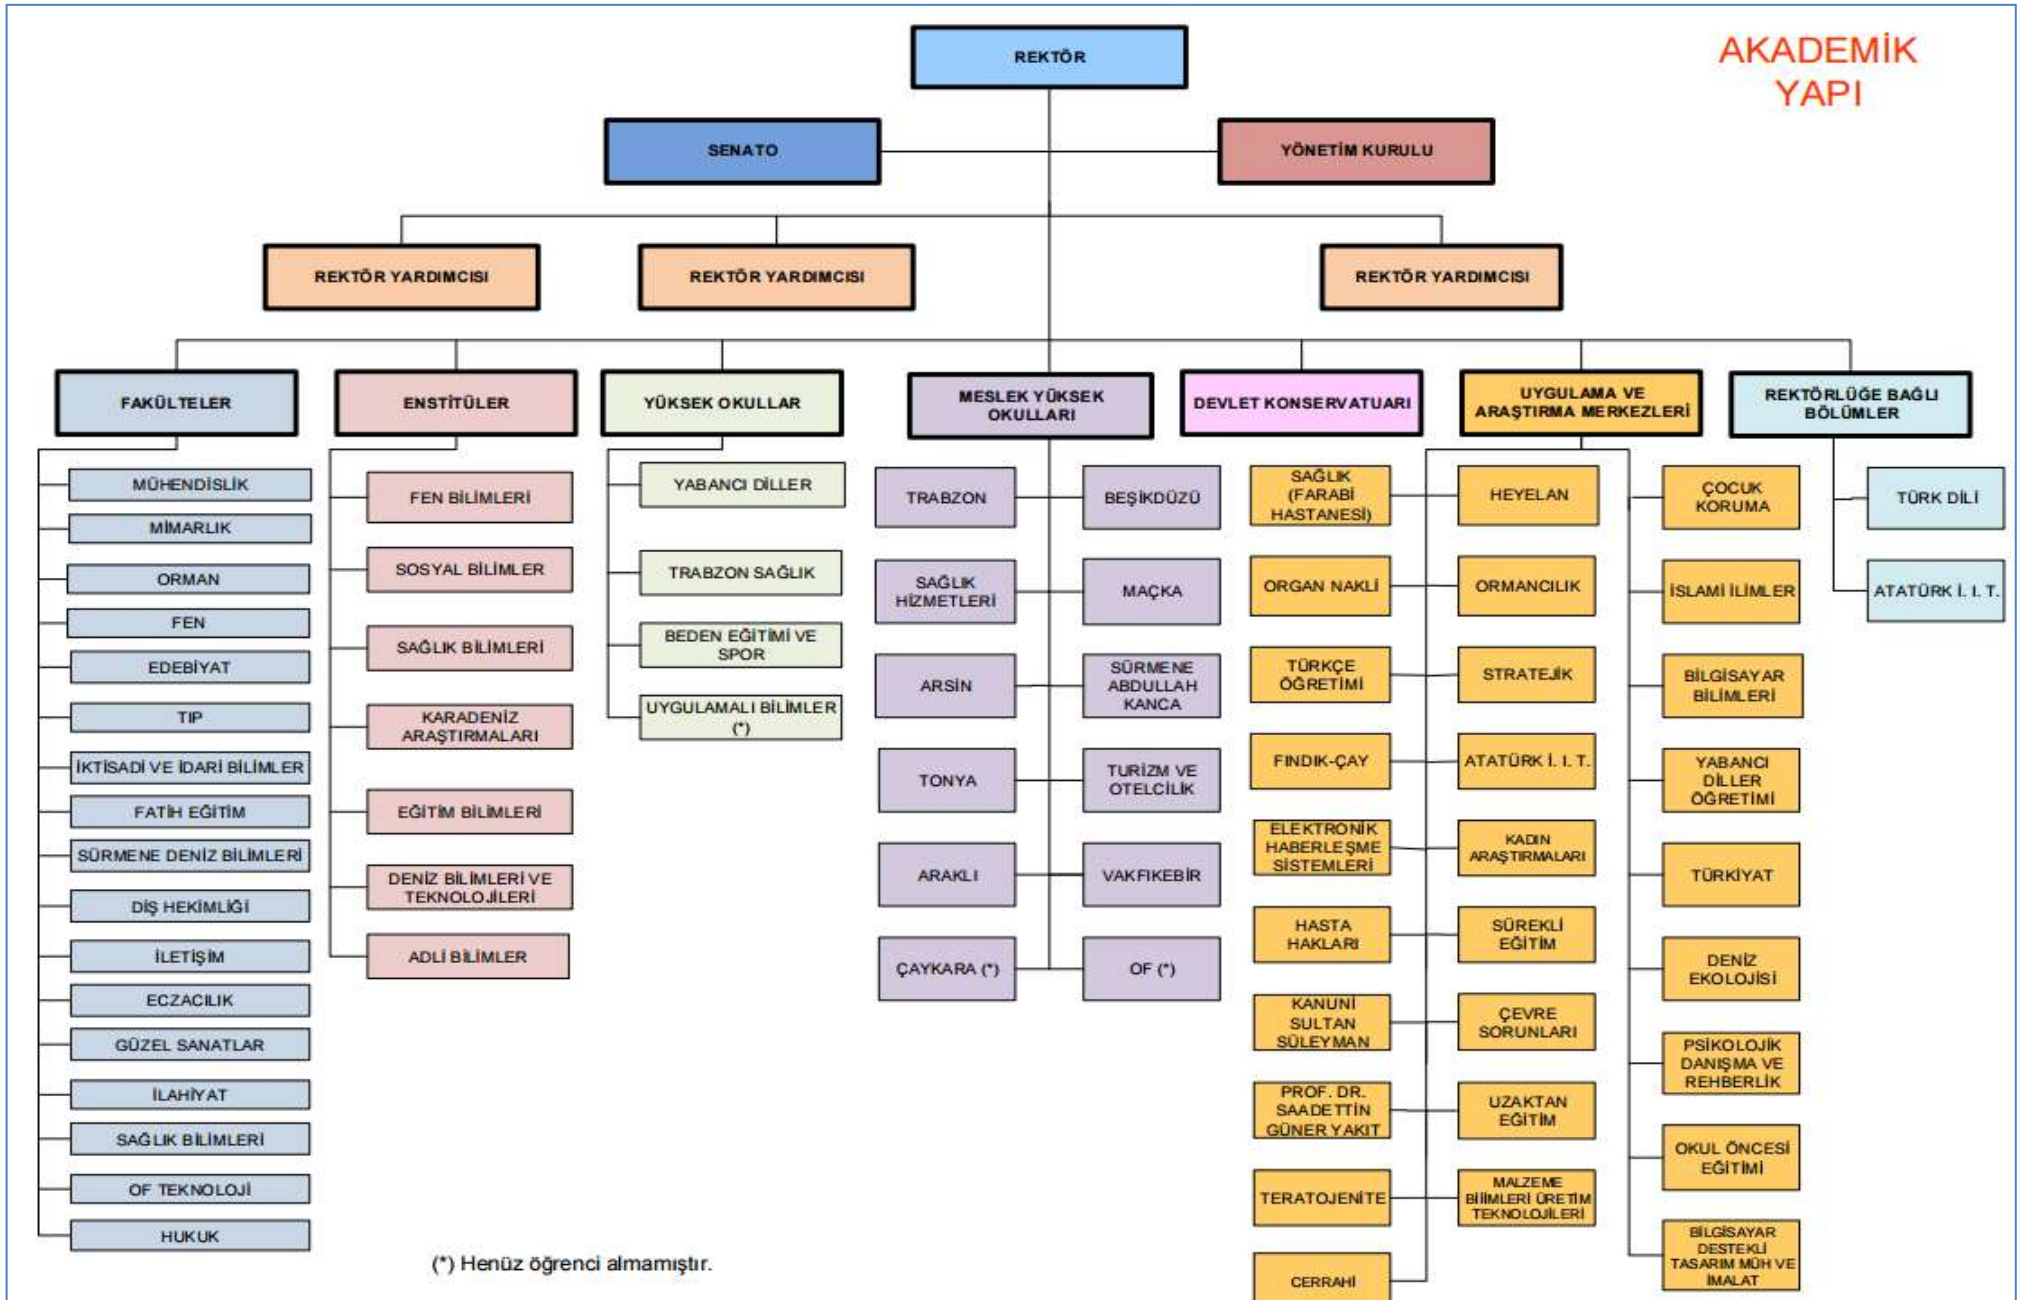 AKADEMİK
YAPI
REKTÖR
SENATO
YÖNETİM KURULU
REKTÖR YARDIMCISI
REKTÖR YARDIMCISI
REKTÖR YARDIMCISI
FAKÜLTELER
MÜHENDİSLİK
MİMARLIK
ORMAN
FEN
EDEBİYAT
TIP
İKTİSADİ VE İDARİ BİLİMLER
FATİH EĞİTİM
SÜRMENE DENİZ BİLİMLERİ
DİŞ HEKİMLİĞİ
İLETİŞİM
ECZACILIK
GÜZEL SANATLAR
İLAHİYAT
SAĞLIK BİLİMLERİ
OF TEKNOLOJİ
HUKUK
ENSTİTÜLER
FEN BİLİMLERİ
SOSYAL BİLİMLER
SAĞLIK BİLİMLERİ
KARADENİZ
ARAŞTIRMALARI
EĞİTİM BİLİMLERİ
DENİZ BİLİMLERİ VE
TEKNOLOJİLERİ
ADLİ BİLİMLER
YÜKSEK OKULLAR
YABANCI DİLLER
TRABZON SAĞLIK
BEDEN EĞİTİMİ VE
SPOR
UYGULAMALI BİLİMLER
(*)
MESLEK YÜKSEK
OKULLARI
TRABZON
SAĞLIK
HİZMETLERİ
ARSİN
TONYA
ARAKLI
ÇAYKARA (*)
BEŞİKDÜZÜ
MAÇKA
SÜRMENE
ABDULLAH
KANCA
TURİZM VE
OTELCİLİK
VAKFIKEBİR
OF (*)
DEVLET KONSERVATUARI
UYGULAMA VE
ARAŞTIRMA MERKEZLERİ
SAĞLIK
(FARABİ
HASTANESİ)
ORGAN NAKLİ
TÜRKÇE
ÖĞRETİMİ
FINDIK-ÇAY
ELEKTRONİK
HABERLEŞME
SİSTEMLERİ
HASTA
HAKLARI
KANUNİ
SULTAN
SÜLEYMAN
PROF. DR.
SAADETTİN
GÜNER YAKIT
TERATOJENİTE
CERRAHİ
HEYELAN
ORMANCILIK
STRATEJİK
ATATÜRK İ. I. T.
KADIN
ARAŞTIRMALARI
SÜREKLİ
EĞİTİM
ÇEVRE
SORUNLARI
UZAKTAN
EĞİTİM
MALZEME
BİlİMLERİ ÜRETİM
TEKNOLOJİLERİ
ÇOCUK
KORUMA
İSLAMİ İLİMLER
BİLGİSAYAR
BİLİMLERİ
YABANCI
DİLLER
ÖĞRETİMİ
TÜRKİYAT
DENİZ
EKOLOJİSİ
PSİKOLOJİK
DANIŞMA VE
REHBERLİK
OKUL ÖNCESİ
EĞİTİMİ
BİLGİSAYAR
DESTEKLİ
TASARIM MÜH VE
İMALAT
REKTÖRLÜĞE BAĞLI
BÖLÜMLER
TÜRK DİLİ
ATATÜRK İ. I. T.
(*) Henüz öğrenci almamıştır.